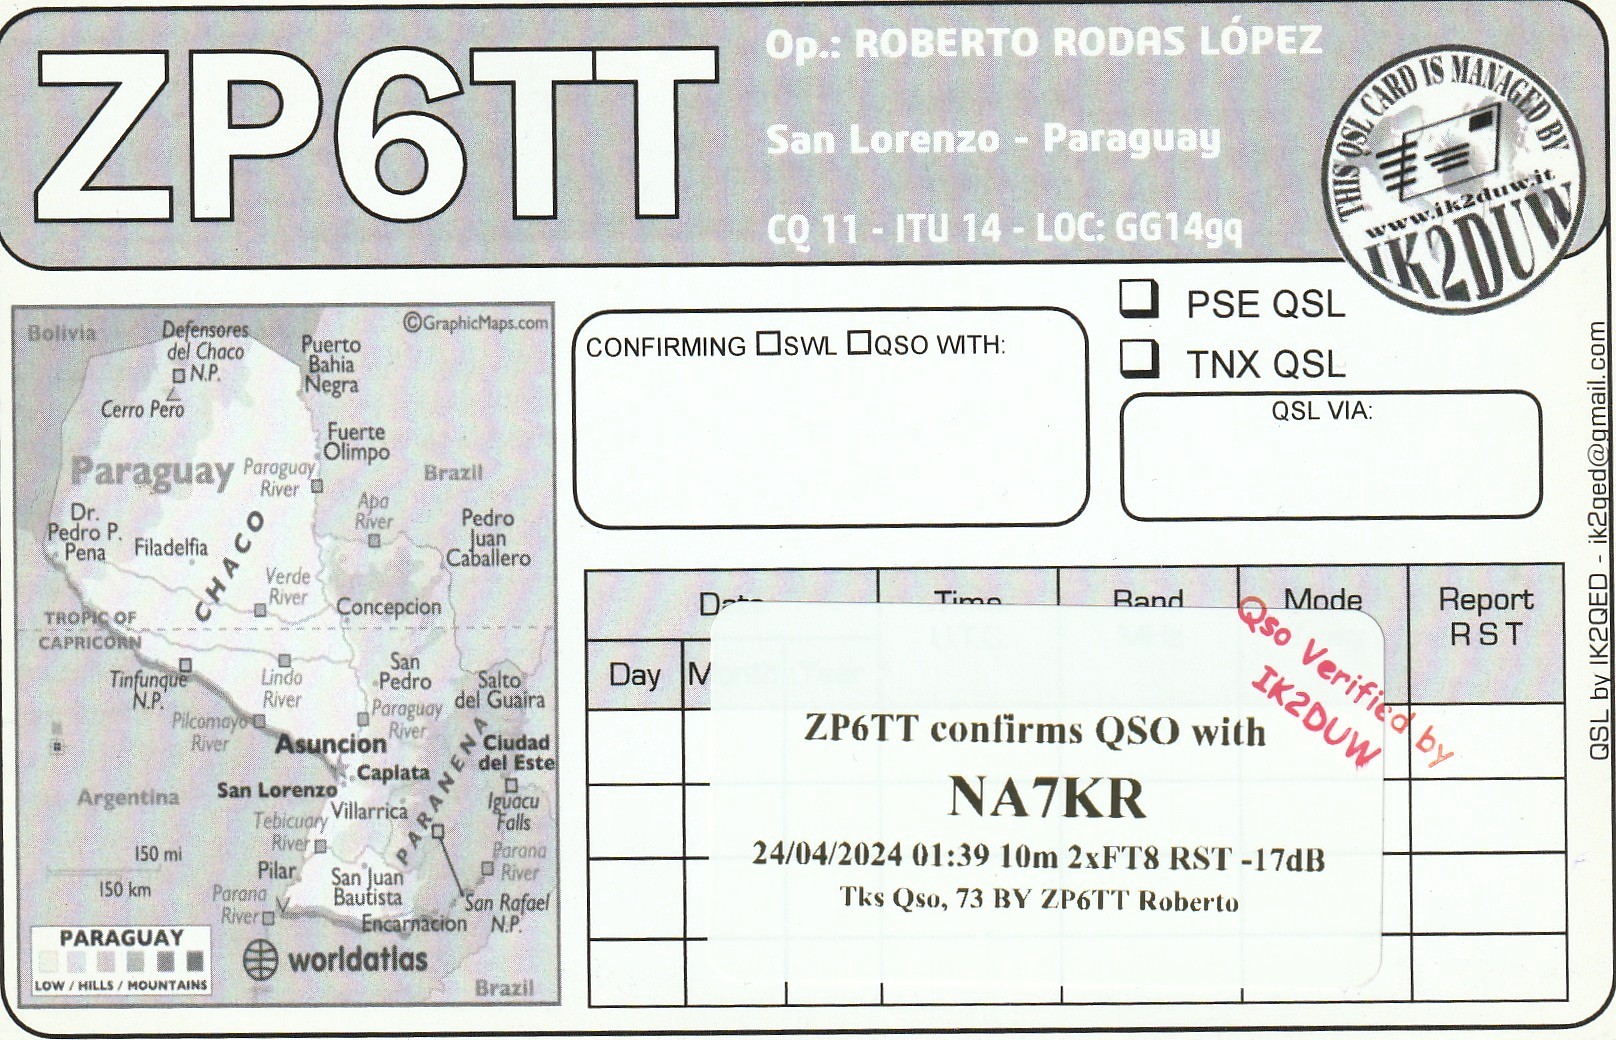 ZP6TT
Op.: ROBERTO RODAS LÓPEZ
San Lorenzo - Paraguay
CQ 11 - ITU 14 - LOC: GG14gq
THIS QSL CARD IS MANAGED BY
www.ik2duw.it
IK2DUW
PSE QSL
TNX QSL
CONFIRMING SWL QSO WITH:
QSL VIA:
QSL by IK2QED - ik2qed@gmail.com
©GraphicMaps.com
Bolivia
Defensores
del Chaco
N.P.
Puerto
Bahia
Negra
Cerro Pero
Fuerte
Olimpo
Paraguay
Paraguay
River
Brazil
Apa
River
Dr.
Pedro P.
Pena
Filadelfia
CHACO
Pedro
Juan
Caballero
Verde
River
Concepcion
TROPIC OF
CAPRICORN
Tinfunque
N.P.
Lindo
River
San
Pedro
Salto
del Guaira
Pilcomayo
River
Paraguay
River
Asuncion
Ciudad
del Este
Caplata
PARANENA
San Lorenzo
Argentina
Villarrica
Iguacu
Falls
Tebicuary
River
150 mi
150 km
Pilar
San Juan
Bautista
Parana
River
Parana
River
San Rafael
N.P.
Encarnacion
PARAGUAY
LOW / HILLS / MOUNTAINS
worldatlas
Brazil
Date
Time
Band
Mode
Report
R S T
Day
M
Qso Verified by
IK2DUW
ZP6TT confirms QSO with
NA7KR
24/04/2024 01:39 10m 2xFT8 RST -17dB
Tks Qso, 73 BY ZP6TT Roberto